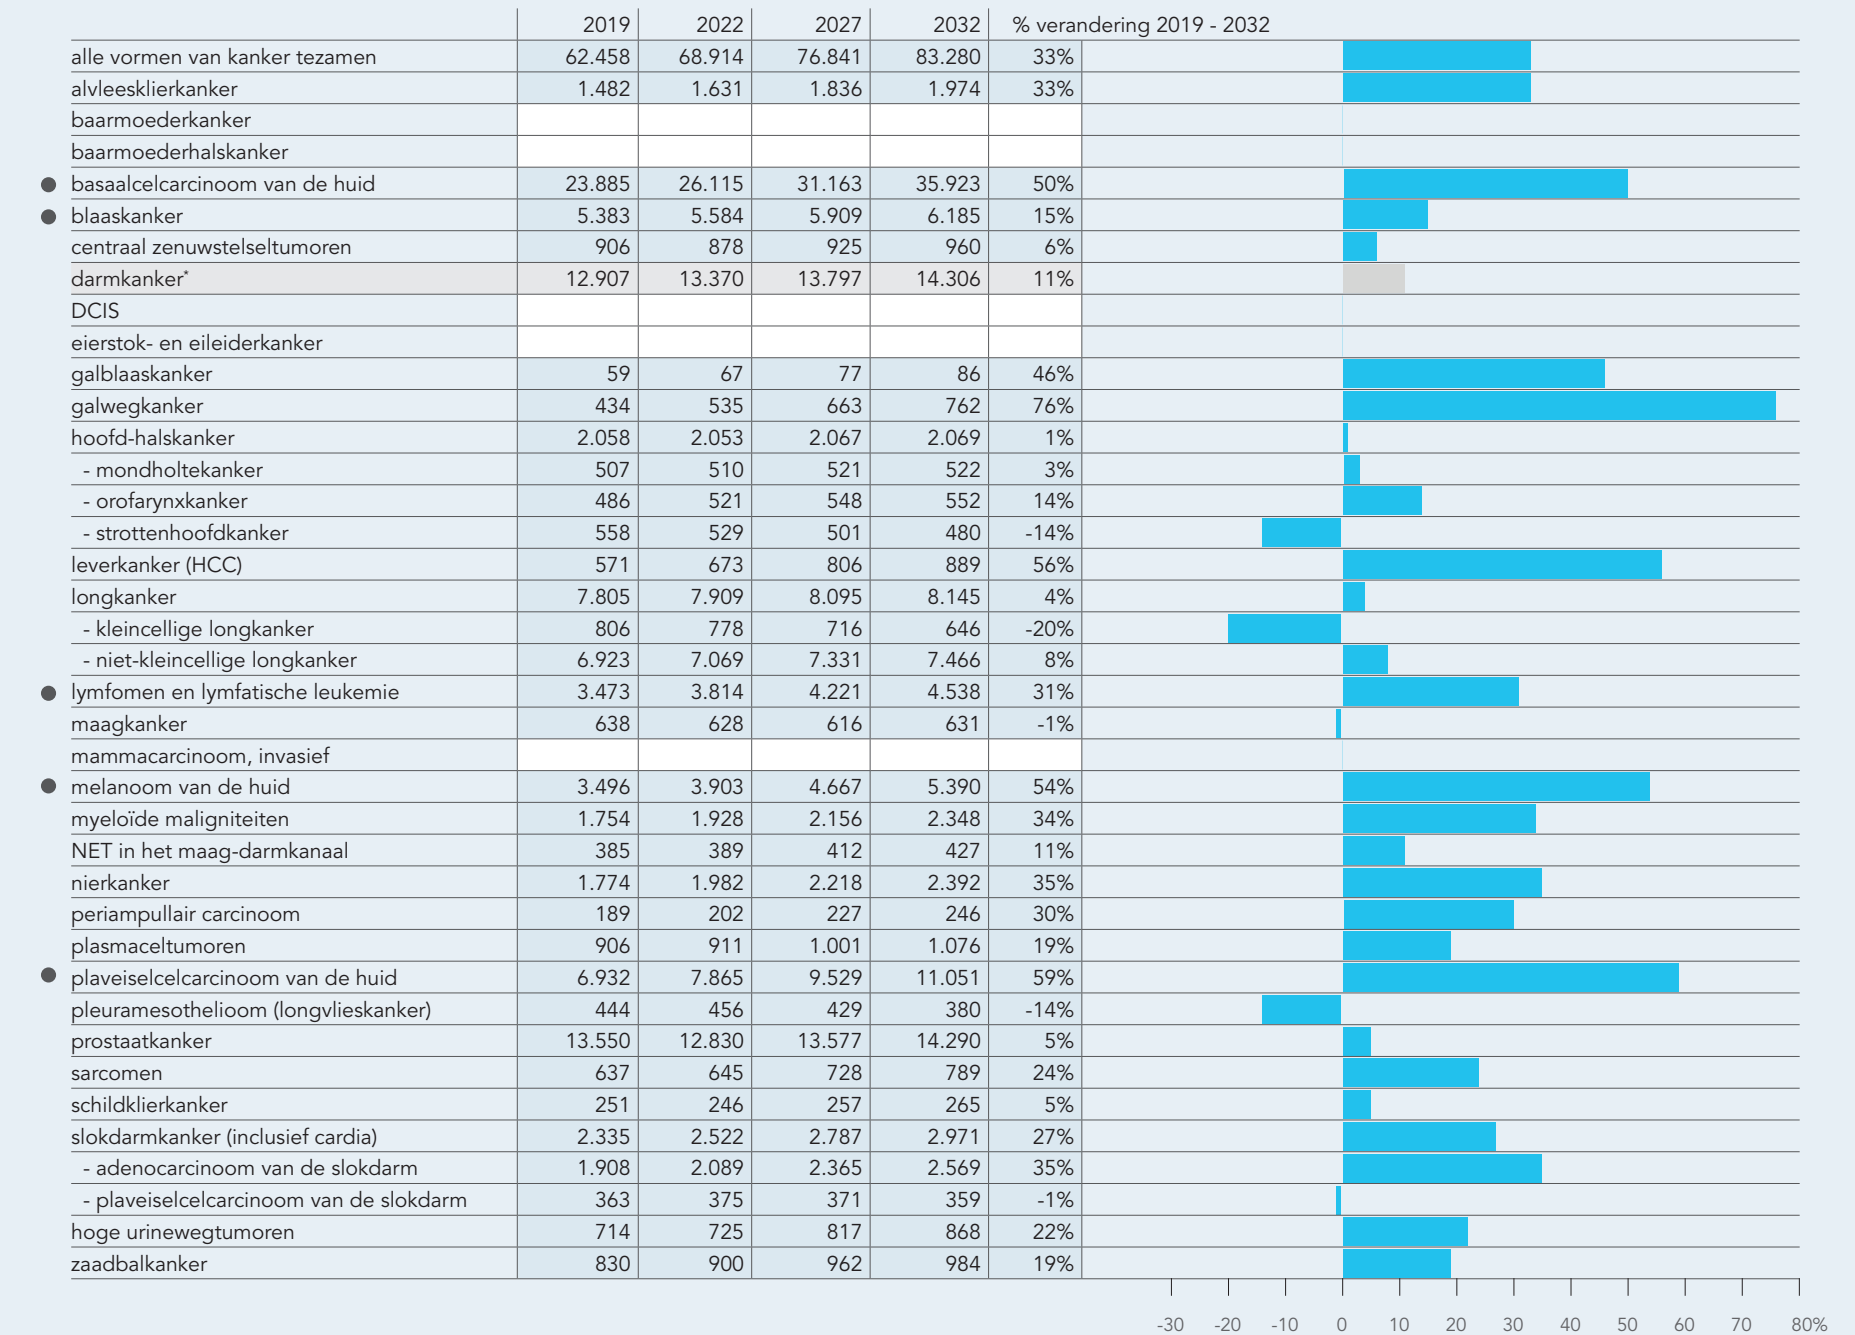 2019 2022 2027 2032 % verandering 2019 - 2032
alle vormen van kanker tezamen 62.458 68.914 76.841 83.280 33%
alvleesklierkanker 1.482 1.631 1.836 1.974 33%
baarmoederkanker
baarmoederhalskanker
basaalcelcarcinoom van de huid 23.885 26.115 31.163 35.923 50%
blaaskanker 5.383 5.584 5.909 6.185 15%
centraal zenuwstelseltumoren 906 878 925 960 6%
darmkanker* 12.907 13.370 13.797 14.306 11%
DCIS
eierstok- en eileiderkanker
galblaaskanker 59 67 77 86 46%
galwegkanker 434 535 663 762 76%
hoofd-halskanker 2.058 2.053 2.067 2.069 1%
- mondholtekanker 507 510 521 522 3%
- orofarynxkanker 486 521 548 552 14%
- strottenhoofdkanker 558 529 501 480 -14%
leverkanker (HCC) 571 673 806 889 56%
longkanker 7.805 7.909 8.095 8.145 4%
- kleincellige longkanker 806 778 716 646 -20%
- niet-kleincellige longkanker 6.923 7.069 7.331 7.466 8%
lymfomen en lymfatische leukemie 3.473 3.814 4.221 4.538 31%
maagkanker 638 628 616 631 -1%
mammacarcinoom, invasief
melanoom van de huid 3.496 3.903 4.667 5.390 54%
myeloïde maligniteiten 1.754 1.928 2.156 2.348 34%
NET in het maag-darmkanaal 385 389 412 427 11%
nierkanker 1.774 1.982 2.218 2.392 35%
periampullair carcinoom 189 202 227 246 30%
plasmaceltumoren 906 911 1.001 1.076 19%
plaveiselcelcarcinoom van de huid 6.932 7.865 9.529 11.051 59%
pleuramesothelioom (longvlieskanker) 444 456 429 380 -14%
prostaatkanker 13.550 12.830 13.577 14.290 5%
sarcomen 637 645 728 789 24%
schildklierkanker 251 246 257 265 5%
slokdarmkanker (inclusief cardia) 2.335 2.522 2.787 2.971 27%
- adenocarcinoom van de slokdarm 1.908 2.089 2.365 2.569 35%
- plaveiselcelcarcinoom van de slokdarm 363 375 371 359 -1%
hoge urinewegtumoren 714 725 817 868 22%
zaadbalkanker 830 900 962 984 19%
-30 -20 -10 0 10 20 30 40 50 60 70 80%